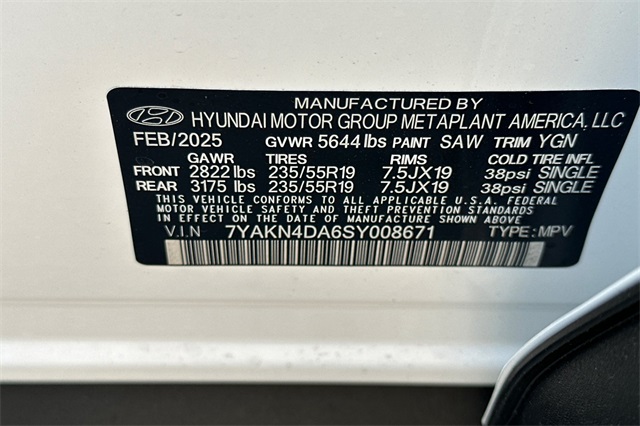 MANUFACTURED BY
HYUNDAI MOTOR GROUP METAPLANT AMERICA, LLC
FEB/2025 GVWR 5644 lbs PAINT SAW TRIM YGN
GAWR TIRES RIMS COLD TIRE INFL
FRONT 2822 lbs 235/55R19 7.5JX19 38psi SINGLE
REAR 3175 lbs 235/55R19 7.5JX19 38psi SINGLE
THIS VEHICLE CONFORMS TO ALL APPLICABLE U.S.A. FEDERAL
MOTOR VEHICLE SAFETY AND THEFT PREVENTION STANDARDS
IN EFFECT ON THE DATE OF MANUFACTURE SHOWN ABOVE.
V.I.N 7YAKN4DA6SY008671 TYPE: MPV